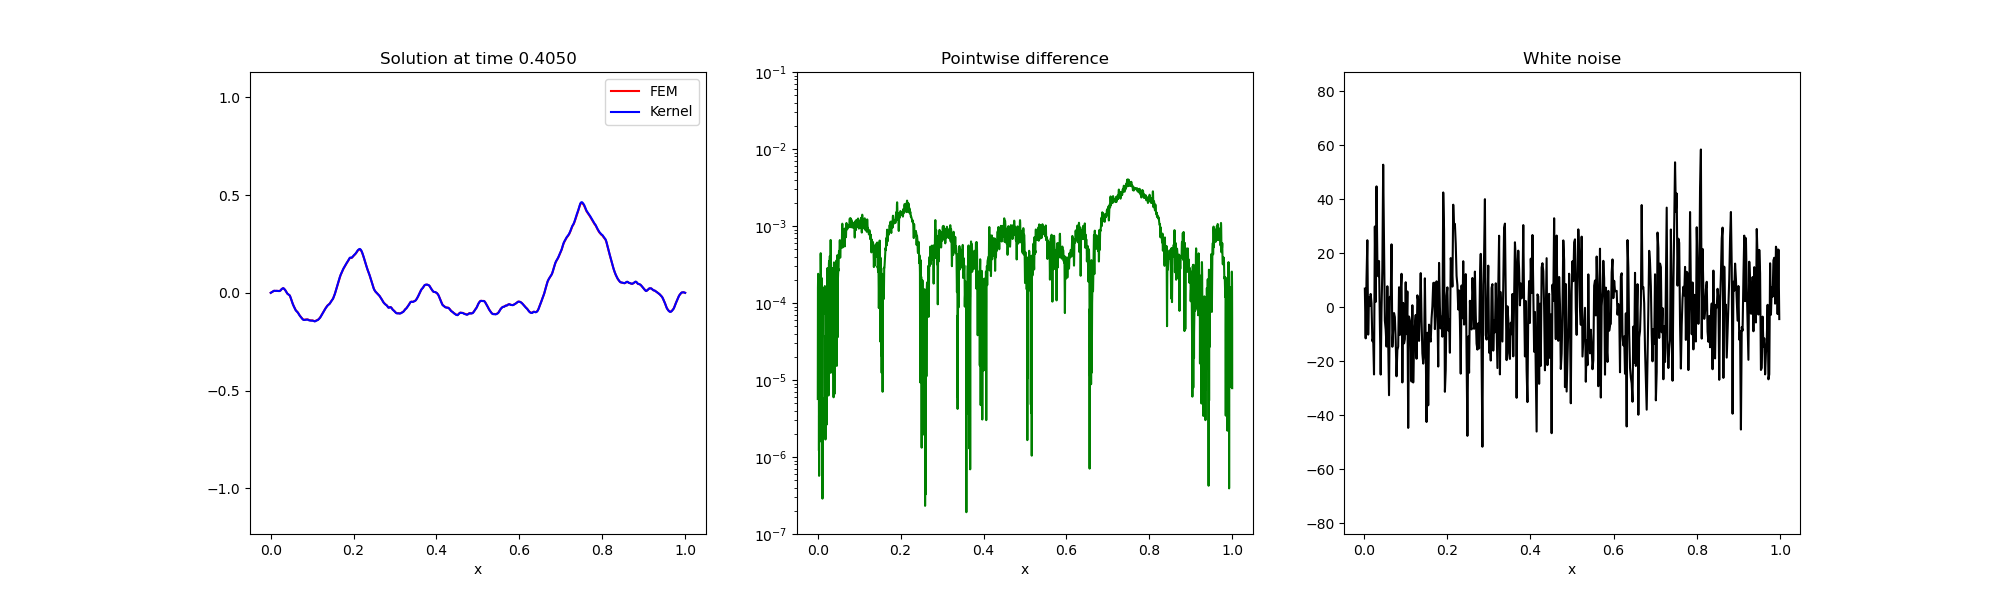 Solution at time 0.4050
1.0
0.5
0.0
−0.5
−1.0
FEM
Kernel
0.0 0.2 0.4 0.6 0.8 1.0
x
Pointwise difference
10⁻¹
10⁻²
10⁻³
10⁻⁴
10⁻⁵
10⁻⁶
10⁻⁷
0.0 0.2 0.4 0.6 0.8 1.0
x
White noise
80
60
40
20
0
−20
−40
−60
−80
0.0 0.2 0.4 0.6 0.8 1.0
x